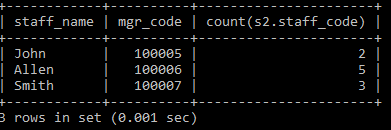 +------------+----------+----------------------+
| staff_name | mgr_code | count(s2.staff_code) |
+------------+----------+----------------------+
| John       |   100005 |                    2 |
| Allen      |   100006 |                    5 |
| Smith      |   100007 |                    3 |
+------------+----------+----------------------+
3 rows in set (0.001 sec)